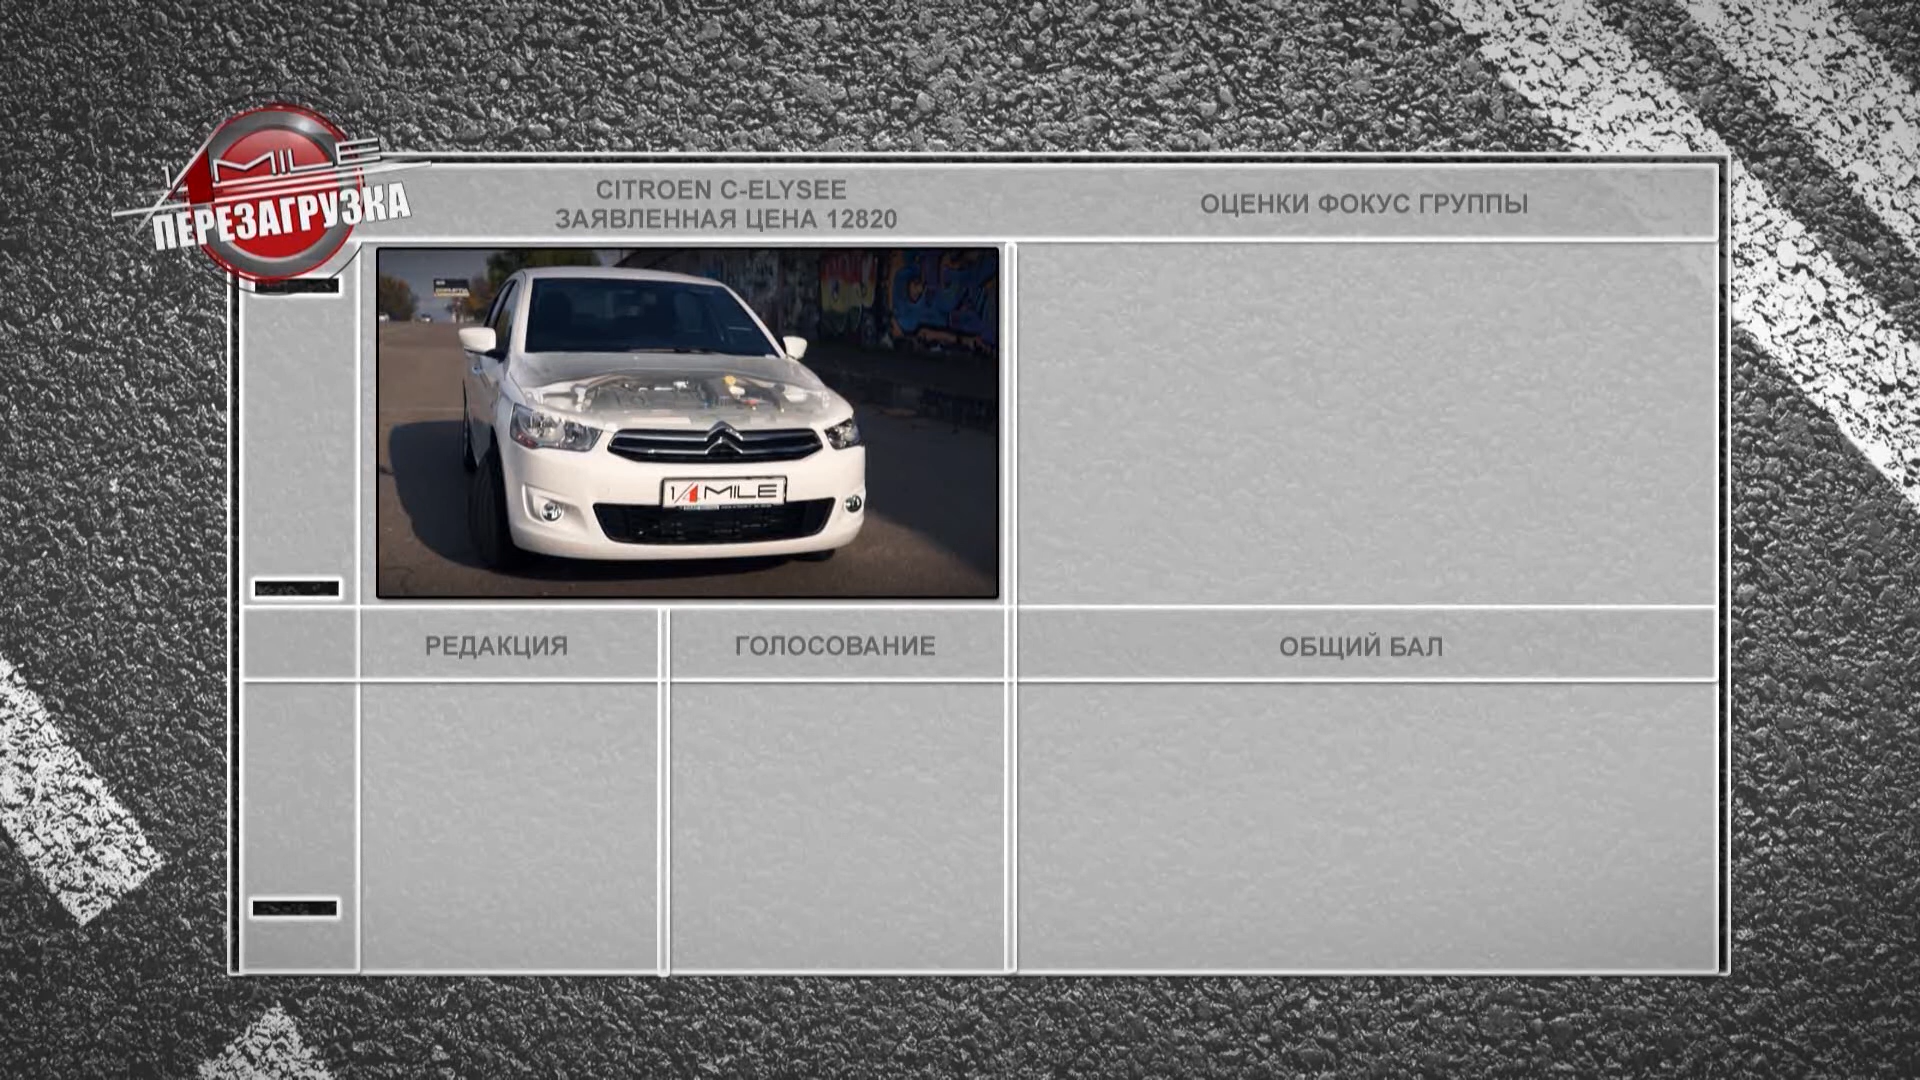 1/4 MILE
ПЕРЕЗАГРУЗКА
CITROEN C-ELYSEE
ЗАЯВЛЕННАЯ ЦЕНА 12820
ОЦЕНКИ ФОКУС ГРУППЫ
1/4 MILE
РЕДАКЦИЯ
ГОЛОСОВАНИЕ
ОБЩИЙ БАЛ